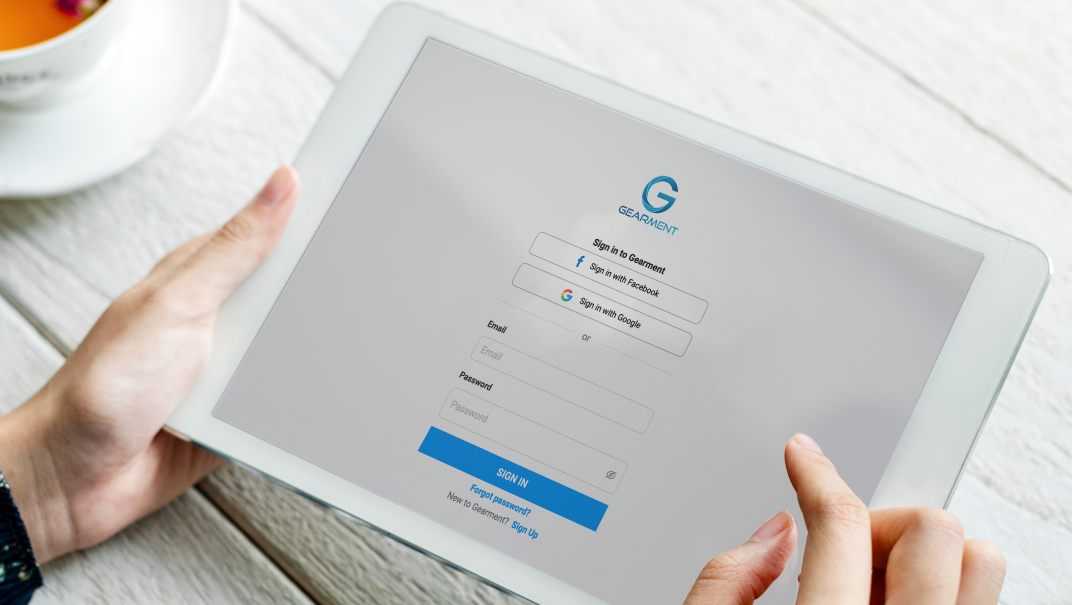 GEARMENT
Sign in to Gearment
Sign in with Facebook
Sign in with Google
or
Email
Email
Password
Password
SIGN IN
Forgot password?
New to Gearment? Sign Up